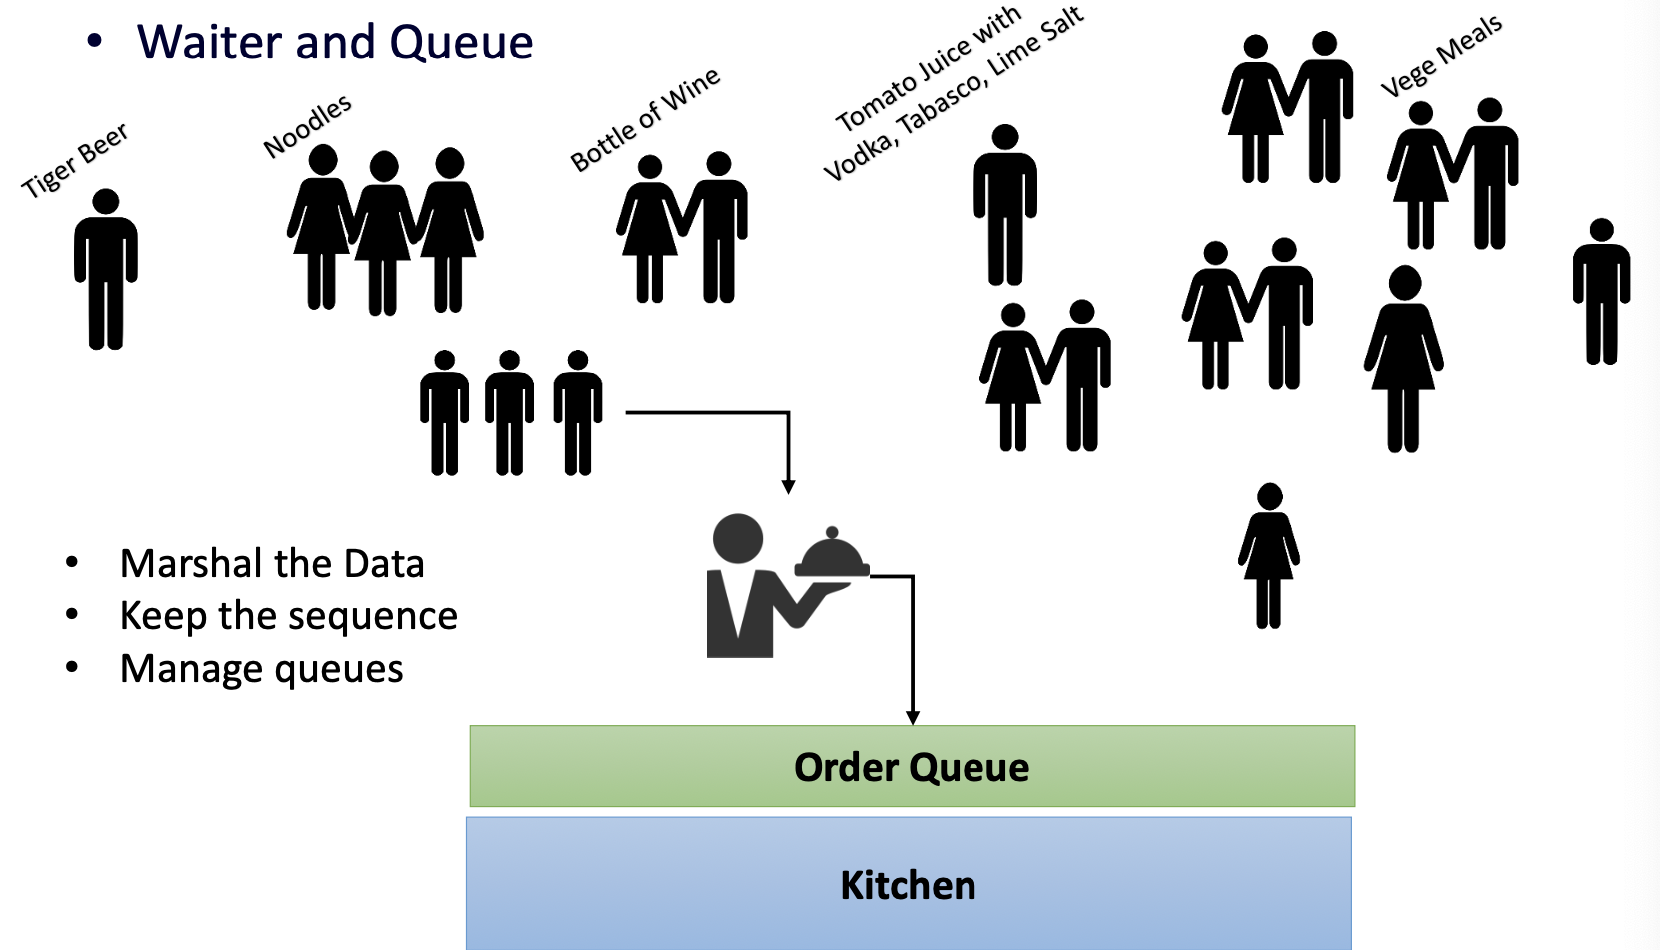 • Waiter and Queue
Tiger Beer
Noodles
Bottle of Wine
Tomato Juice with
Vodka, Tabasco, Lime Salt
Vege Meals
• Marshal the Data
• Keep the sequence
• Manage queues
Order Queue
Kitchen